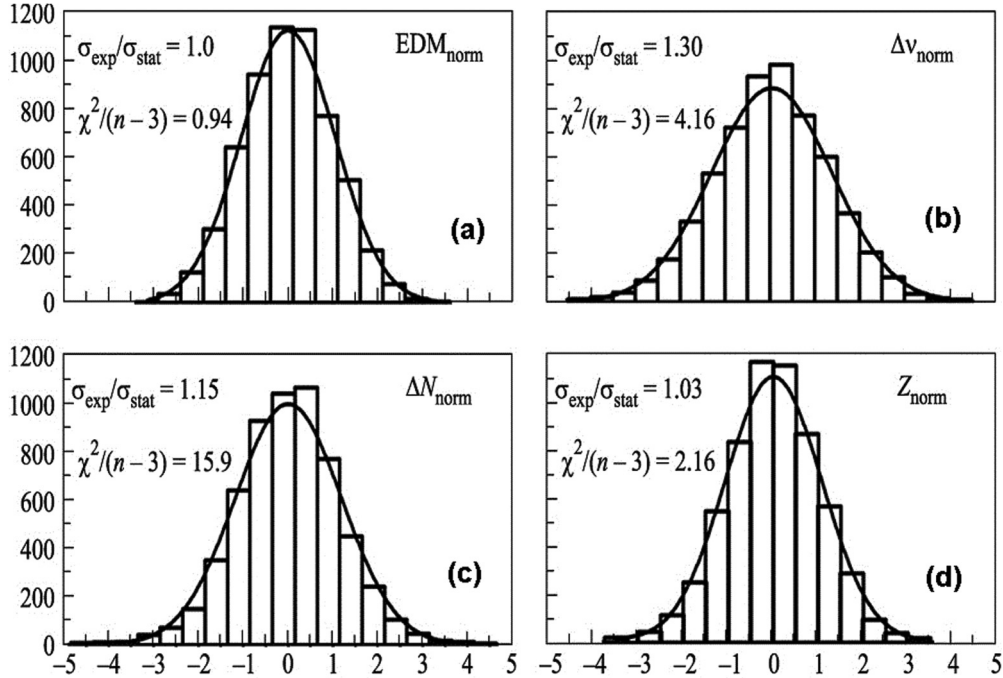 1200
1000
800
600
400
200
0
σexp/σstat = 1.0
EDMnorm
χ²/(n – 3) = 0.94
(a)
σexp/σstat = 1.30
Δνnorm
χ²/(n – 3) = 4.16
(b)
1200
1000
800
600
400
200
0
σexp/σstat = 1.15
ΔNnorm
χ²/(n – 3) = 15.9
(c)
σexp/σstat = 1.03
Znorm
χ²/(n – 3) = 2.16
(d)
–5 –4 –3 –2 –1 0 1 2 3 4 5
–5 –4 –3 –2 –1 0 1 2 3 4 5